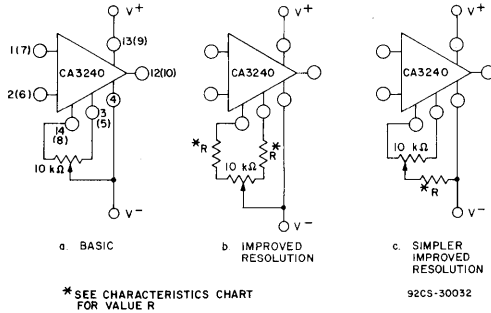 V+
13(9)
1(7)
CA3240
12(10)
2(6)
4
3
(5)
14
(8)
10 kΩ
V−
a. BASIC
V+
CA3240
*R
R*
10 kΩ
V−
b. IMPROVED
RESOLUTION
V+
CA3240
10 kΩ
*R
V−
c. SIMPLER
IMPROVED
RESOLUTION
*SEE CHARACTERISTICS CHART
FOR VALUE R
92CS-30032